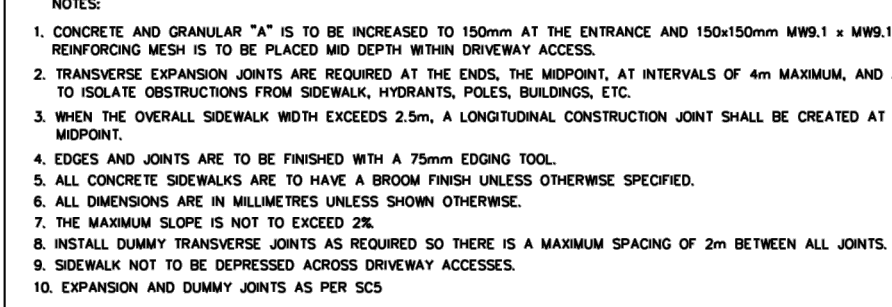 NOTES:
1. CONCRETE AND GRANULAR "A" IS TO BE INCREASED TO 150mm AT THE ENTRANCE AND 150x150mm MW9.1 x MW9.1
REINFORCING MESH IS TO BE PLACED MID DEPTH WITHIN DRIVEWAY ACCESS.
2. TRANSVERSE EXPANSION JOINTS ARE REQUIRED AT THE ENDS, THE MIDPOINT, AT INTERVALS OF 4m MAXIMUM, AND
TO ISOLATE OBSTRUCTIONS FROM SIDEWALK, HYDRANTS, POLES, BUILDINGS, ETC.
3. WHEN THE OVERALL SIDEWALK WIDTH EXCEEDS 2.5m, A LONGITUDINAL CONSTRUCTION JOINT SHALL BE CREATED AT
MIDPOINT.
4. EDGES AND JOINTS ARE TO BE FINISHED WITH A 75mm EDGING TOOL.
5. ALL CONCRETE SIDEWALKS ARE TO HAVE A BROOM FINISH UNLESS OTHERWISE SPECIFIED.
6. ALL DIMENSIONS ARE IN MILLIMETRES UNLESS SHOWN OTHERWISE.
7. THE MAXIMUM SLOPE IS NOT TO EXCEED 2%.
8. INSTALL DUMMY TRANSVERSE JOINTS AS REQUIRED SO THERE IS A MAXIMUM SPACING OF 2m BETWEEN ALL JOINTS.
9. SIDEWALK NOT TO BE DEPRESSED ACROSS DRIVEWAY ACCESSES.
10. EXPANSION AND DUMMY JOINTS AS PER SC5